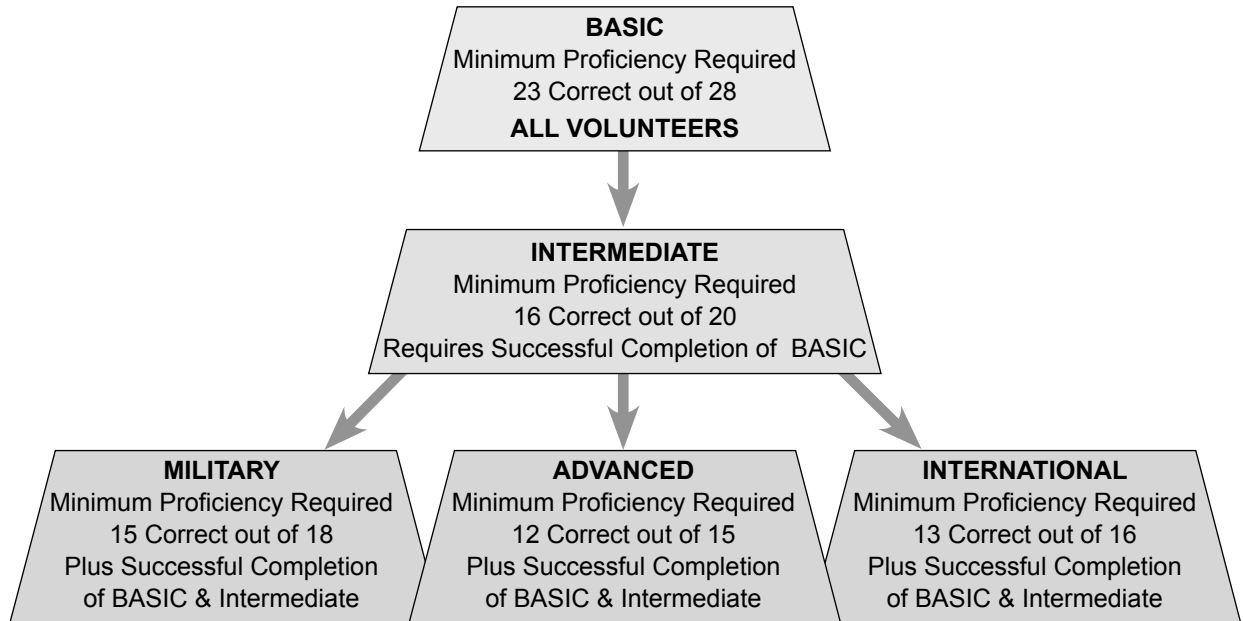 BASIC
Minimum Proficiency Required
23 Correct out of 28
ALL VOLUNTEERS
INTERMEDIATE
Minimum Proficiency Required
16 Correct out of 20
Requires Successful Completion of BASIC
MILITARY
Minimum Proficiency Required
15 Correct out of 18
Plus Successful Completion
of BASIC & Intermediate
ADVANCED
Minimum Proficiency Required
12 Correct out of 15
Plus Successful Completion
of BASIC & Intermediate
INTERNATIONAL
Minimum Proficiency Required
13 Correct out of 16
Plus Successful Completion
of BASIC & Intermediate